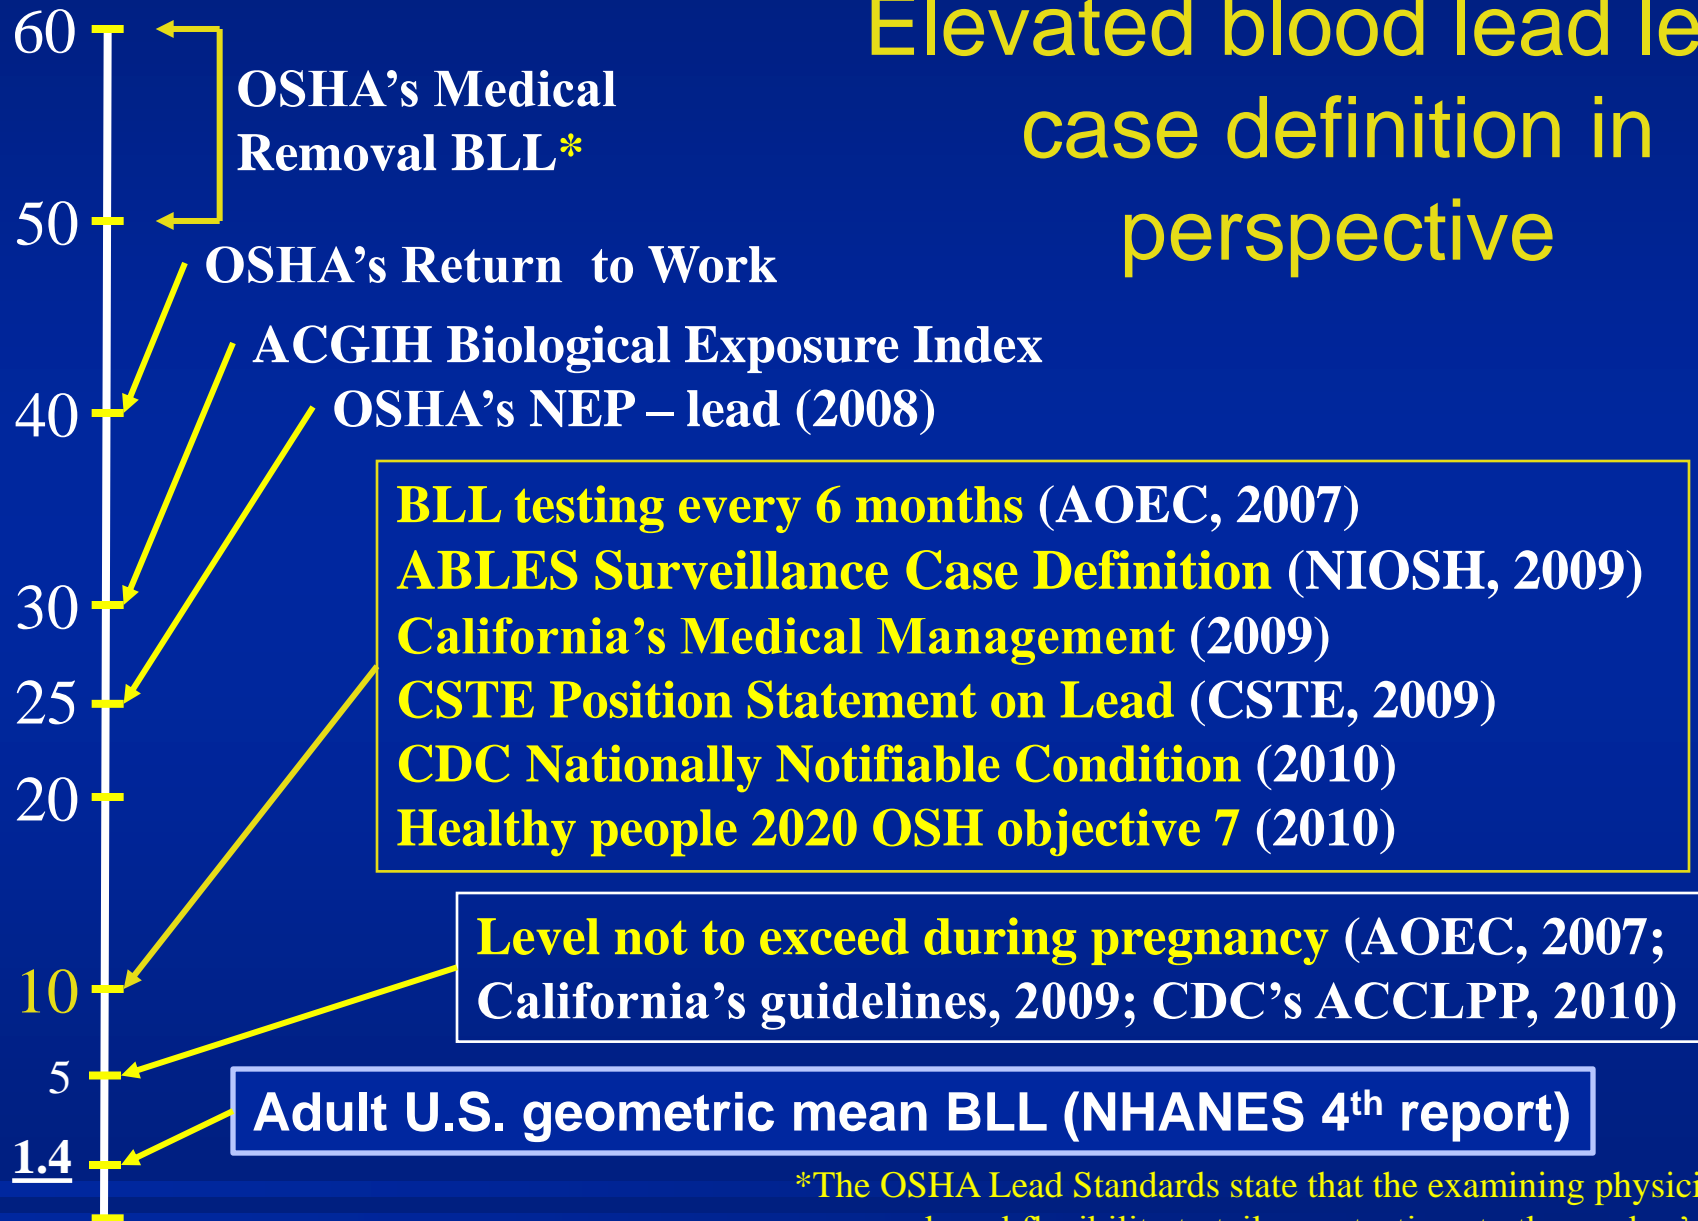 Elevated blood lead
case definition in
perspective
60
OSHA’s Medical
Removal BLL*
50
OSHA’s Return to Work
ACGIH Biological Exposure Index
40
OSHA’s NEP – lead (2008)
BLL testing every 6 months (AOEC, 2007)
ABLES Surveillance Case Definition (NIOSH, 2009)
30
California’s Medical Management (2009)
CSTE Position Statement on Lead (CSTE, 2009)
25
CDC Nationally Notifiable Condition (2010)
20
Healthy people 2020 OSH objective 7 (2010)
Level not to exceed during pregnancy (AOEC, 2007;
10
California’s guidelines, 2009; CDC’s ACCLPP, 2010)
5
Adult U.S. geometric mean BLL (NHANES 4th report)
1.4
*The OSHA Lead Standards state that the examining